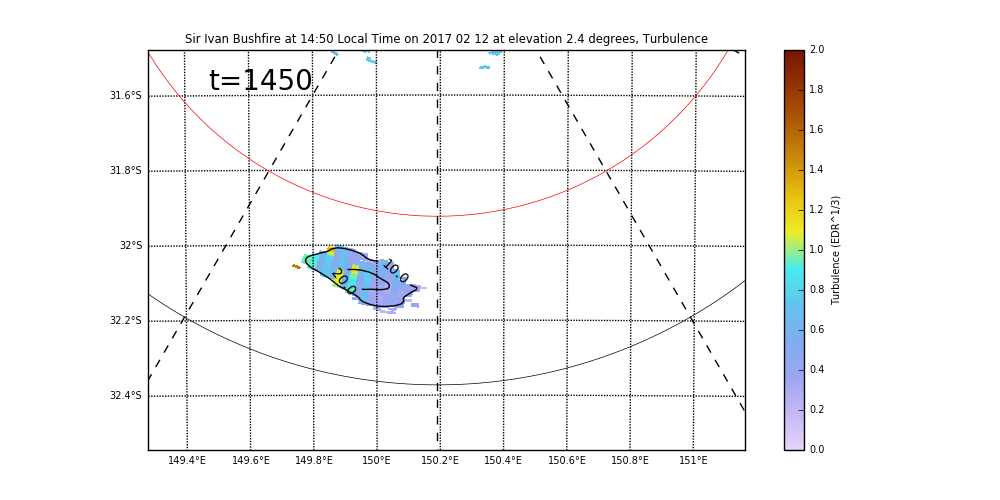 Sir Ivan Bushfire at 14:50 Local Time on 2017 02 12 at elevation 2.4 degrees, Turbulence
t=1450
31.6°S
31.8°S
32°S
32.2°S
32.4°S
10.0
20.0
149.4°E 149.6°E 149.8°E 150°E 150.2°E 150.4°E 150.6°E 150.8°E 151°E
2.0
1.8
1.6
1.4
1.2
1.0
0.8
0.6
0.4
0.2
0.0
Turbulence (EDR^1/3)